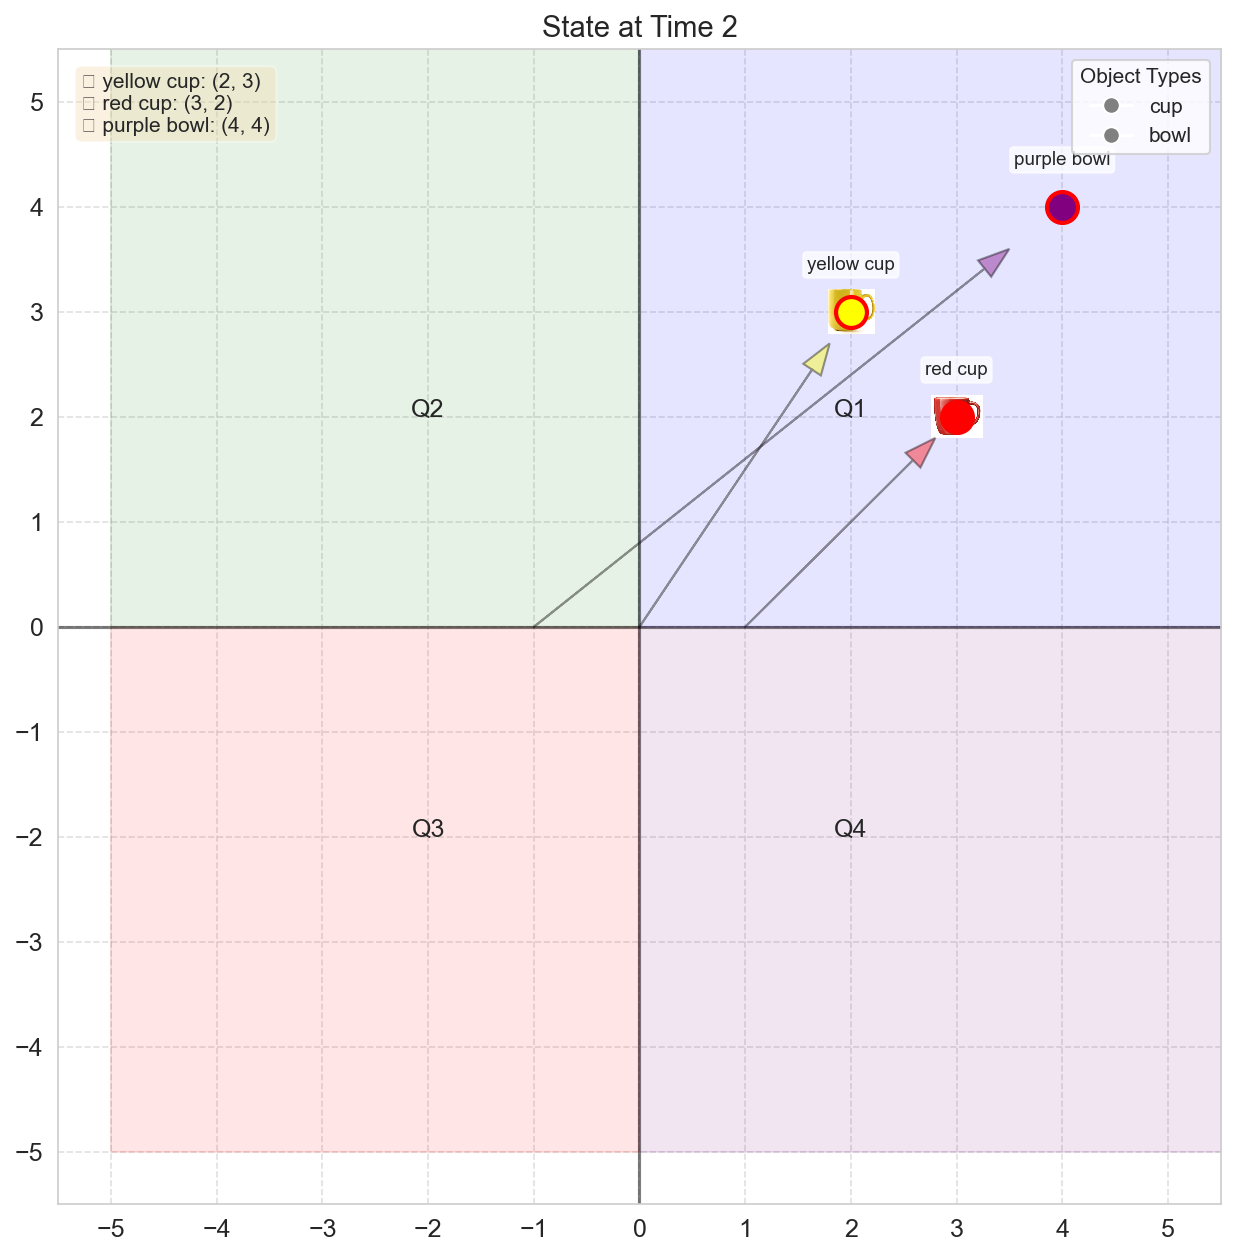 State at Time 2
yellow cup: (2, 3)
red cup: (3, 2)
purple bowl: (4, 4)
Object Types
cup
bowl
purple bowl
yellow cup
red cup
Q2
Q1
Q3
Q4
5
4
3
2
1
0
−1
−2
−3
−4
−5
−5 −4 −3 −2 −1 0 1 2 3 4 5